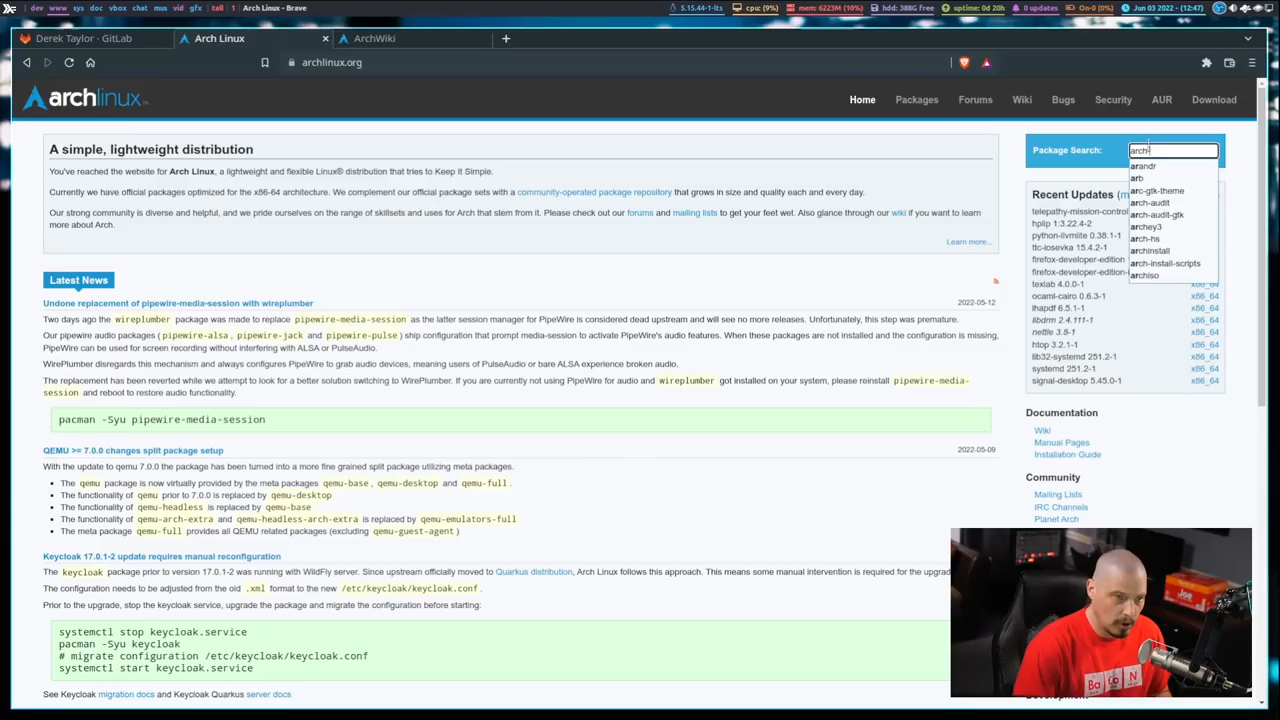 dev www sys doc vbox chat mus vid gfx | tall | 1 | Arch Linux - Brave
5.15.44-1-lts cpu: (9%) mem: 6223M (10%) hdd: 388G free uptime: 0d 20h 0 updates On-0 (0%) Jun 03 2022 - (12:47)
Derek Taylor · GitLab
Arch Linux
ArchWiki
archlinux.org
archlinux
Home Packages Forums Wiki Bugs Security AUR Download
A simple, lightweight distribution
You've reached the website for Arch Linux, a lightweight and flexible Linux® distribution that tries to Keep It Simple.
Currently we have official packages optimized for the x86-64 architecture. We complement our official package sets with a community-operated package repository that grows in size and quality each and every day.
Our strong community is diverse and helpful, and we pride ourselves on the range of skillsets and uses for Arch that stem from it. Please check out our forums and mailing lists to get your feet wet. Also glance through our wiki if you want to learn
more about Arch.
Learn more...
Latest News
Undone replacement of pipewire-media-session with wireplumber
2022-05-12
Two days ago the wireplumber package was made to replace pipewire-media-session as the latter session manager for PipeWire is considered dead upstream and will see no more releases. Unfortunately, this step was premature.
Our pipewire audio packages (pipewire-alsa, pipewire-jack and pipewire-pulse) ship configuration that prompt media-session to activate PipeWire's audio features. When these packages are not installed and the configuration is missing,
PipeWire can be used for screen recording without interfering with ALSA or PulseAudio.
WirePlumber disregards this mechanism and always configures PipeWire to grab audio devices, meaning users of PulseAudio or bare ALSA experience broken audio.
The replacement has been reverted while we attempt to look for a better solution switching to WirePlumber. If you are currently not using PipeWire for audio and wireplumber got installed on your system, please reinstall pipewire-media-
session and reboot to restore audio functionality.
pacman -Syu pipewire-media-session
QEMU >= 7.0.0 changes split package setup
2022-05-09
With the update to qemu 7.0.0 the package has been turned into a more fine grained split package utilizing meta packages.
The qemu package is now virtually provided by the meta packages qemu-base, qemu-desktop and qemu-full.
The functionality of qemu prior to 7.0.0 is replaced by qemu-desktop
The functionality of qemu-headless is replaced by qemu-base
The functionality of qemu-arch-extra and qemu-headless-arch-extra is replaced by qemu-emulators-full
The meta package qemu-full provides all QEMU related packages (excluding qemu-guest-agent)
Keycloak 17.0.1-2 update requires manual reconfiguration
The keycloak package prior to version 17.0.1-2 was running with WildFly server. Since upstream officially moved to Quarkus distribution, Arch Linux follows this approach. This means some manual intervention is required for the upgrade
The configuration needs to be adjusted from the old .xml format to the new /etc/keycloak/keycloak.conf.
Prior to the upgrade, stop the keycloak service, upgrade the package and migrate the configuration before starting:
systemctl stop keycloak.service
pacman -Syu keycloak
# migrate configuration /etc/keycloak/keycloak.conf
systemctl start keycloak.service
See Keycloak migration docs and Keycloak Quarkus server docs
Package Search: arch
arandr
arb
arc-gtk-theme
arch-audit
arch-audit-gtk
archey3
arch-hs
archinstall
arch-install-scripts
archiso
Recent Updates
telepathy-mission-control
hplip 1:3.22.4-2
python-llvmlite 0.38.1-1
ttc-iosevka 15.4.2-1
firefox-developer-edition
firefox-developer-edition-
texlab 4.0.0-1 x86_64
ocaml-cairo 0.6.3-1 x86_64
lhapdf 6.5.1-1 x86_64
libdrm 2.4.111-1 x86_64
nettle 3.8-1 x86_64
htop 3.2.1-1 x86_64
lib32-systemd 251.2-1 x86_64
systemd 251.2-1 x86_64
signal-desktop 5.45.0-1 x86_64
Documentation
Wiki
Manual Pages
Installation Guide
Community
Mailing Lists
IRC Channels
Planet Arch
Ba Co N